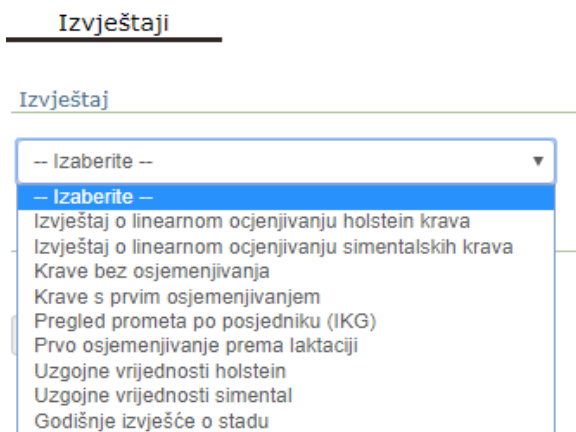 Izvještaji
Izvještaj
-- Izaberite --
-- Izaberite --
Izvještaj o linearnom ocjenjivanju holstein krava
Izvještaj o linearnom ocjenjivanju simentalskih krava
Krave bez osjemenjivanja
Krave s prvim osjemenjivanjem
Pregled prometa po posjedniku (IKG)
Prvo osjemenjivanje prema laktaciji
Uzgojne vrijednosti holstein
Uzgojne vrijednosti simental
Godišnje izvješće o stadu